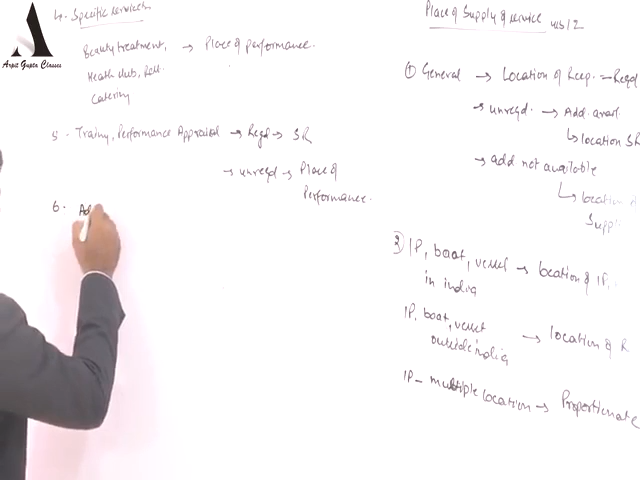 Arpit Gupta Classes
4. Specific services
Beauty treatment, → Place of performance.
Health club,
Catering
5. Training, Performance Appraisal → Regd → SR
→ unregd → Place of
Performance.
6. Ad
Place of Supply of service u/s 12
① General → Location of Recp. - Regd
→ unregd. → Add. avail.
↳ location SR
→ add not available
↳ location of
Supp
② IP, boat, vessel → location of IP.
in india
IP, boat, vessel → location of R
outside india
IP - multiple location → Proportionate